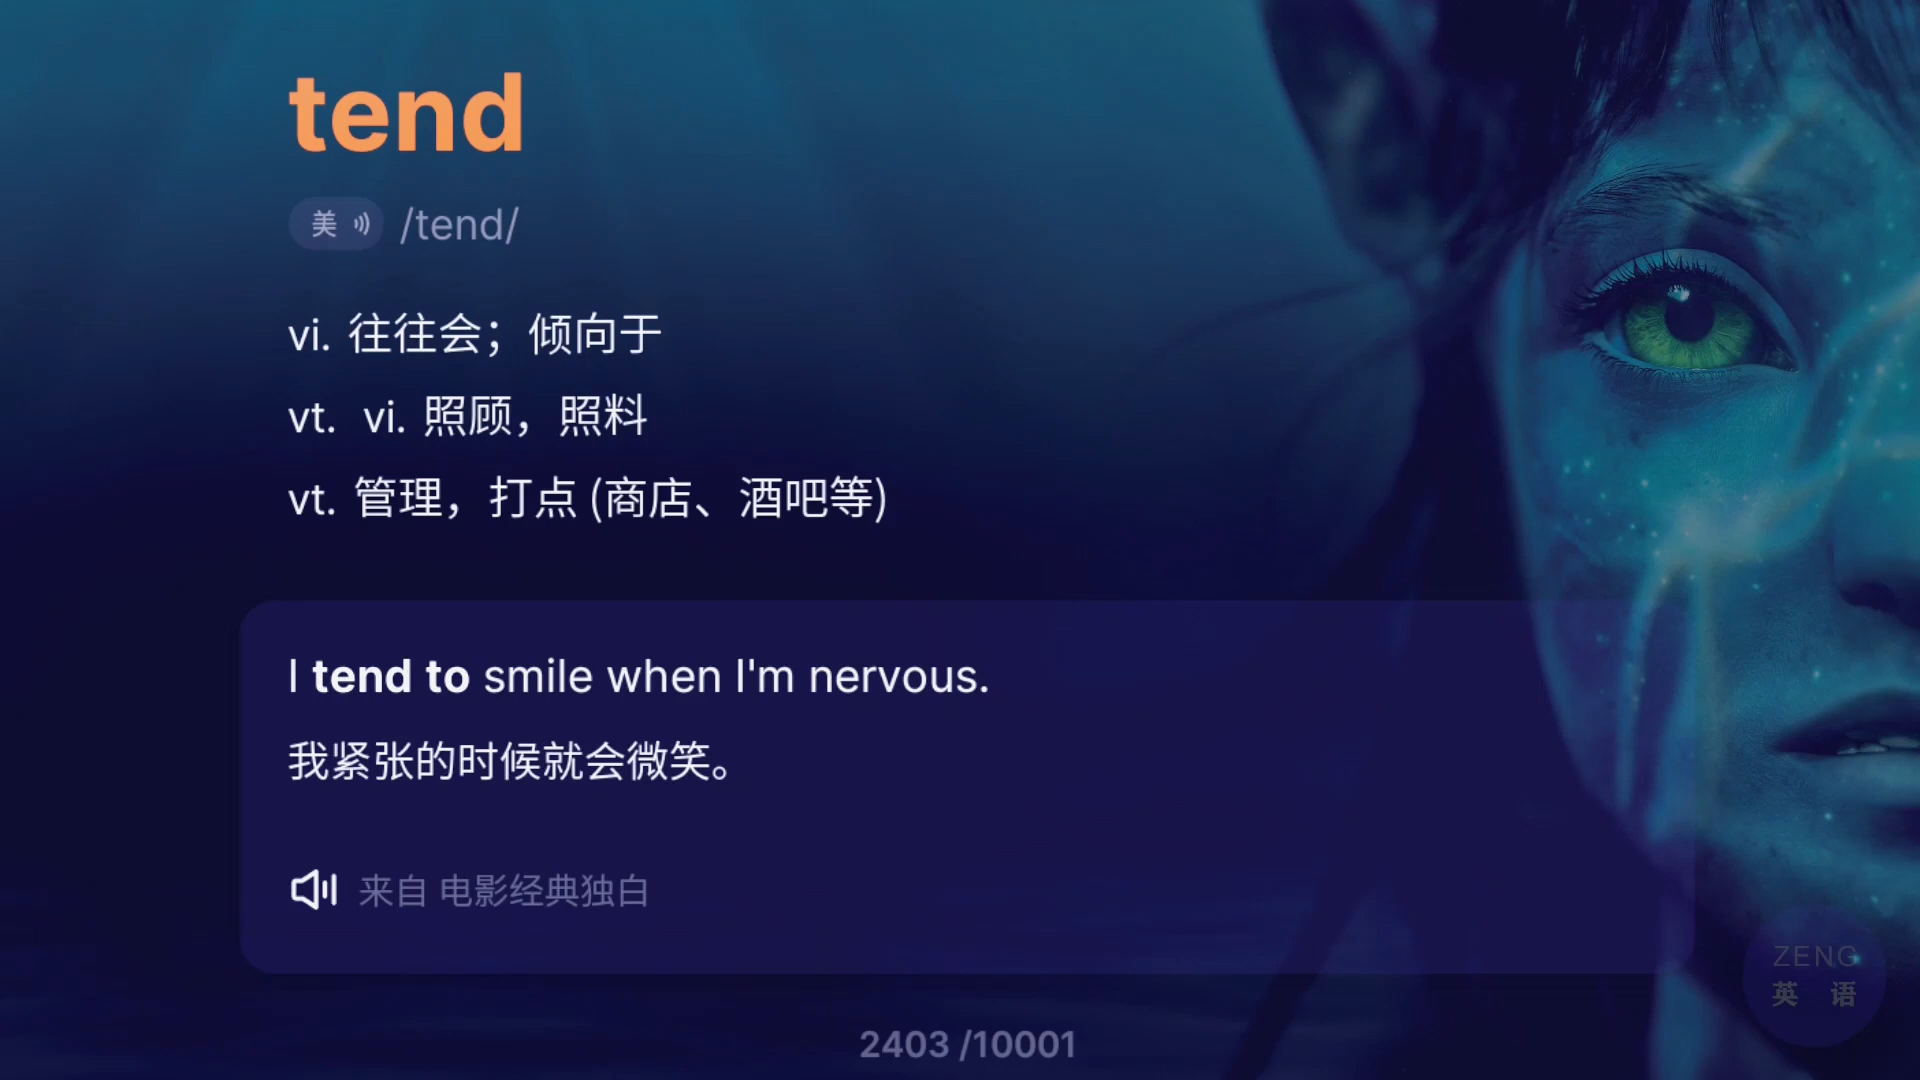 tend
美 /tend/
vi. 往往会；倾向于
vt. vi. 照顾，照料
vt. 管理，打点 (商店、酒吧等)
I tend to smile when I'm nervous.
我紧张的时候就会微笑。
来自 电影经典独白
ZENG
英 语
2403 /10001